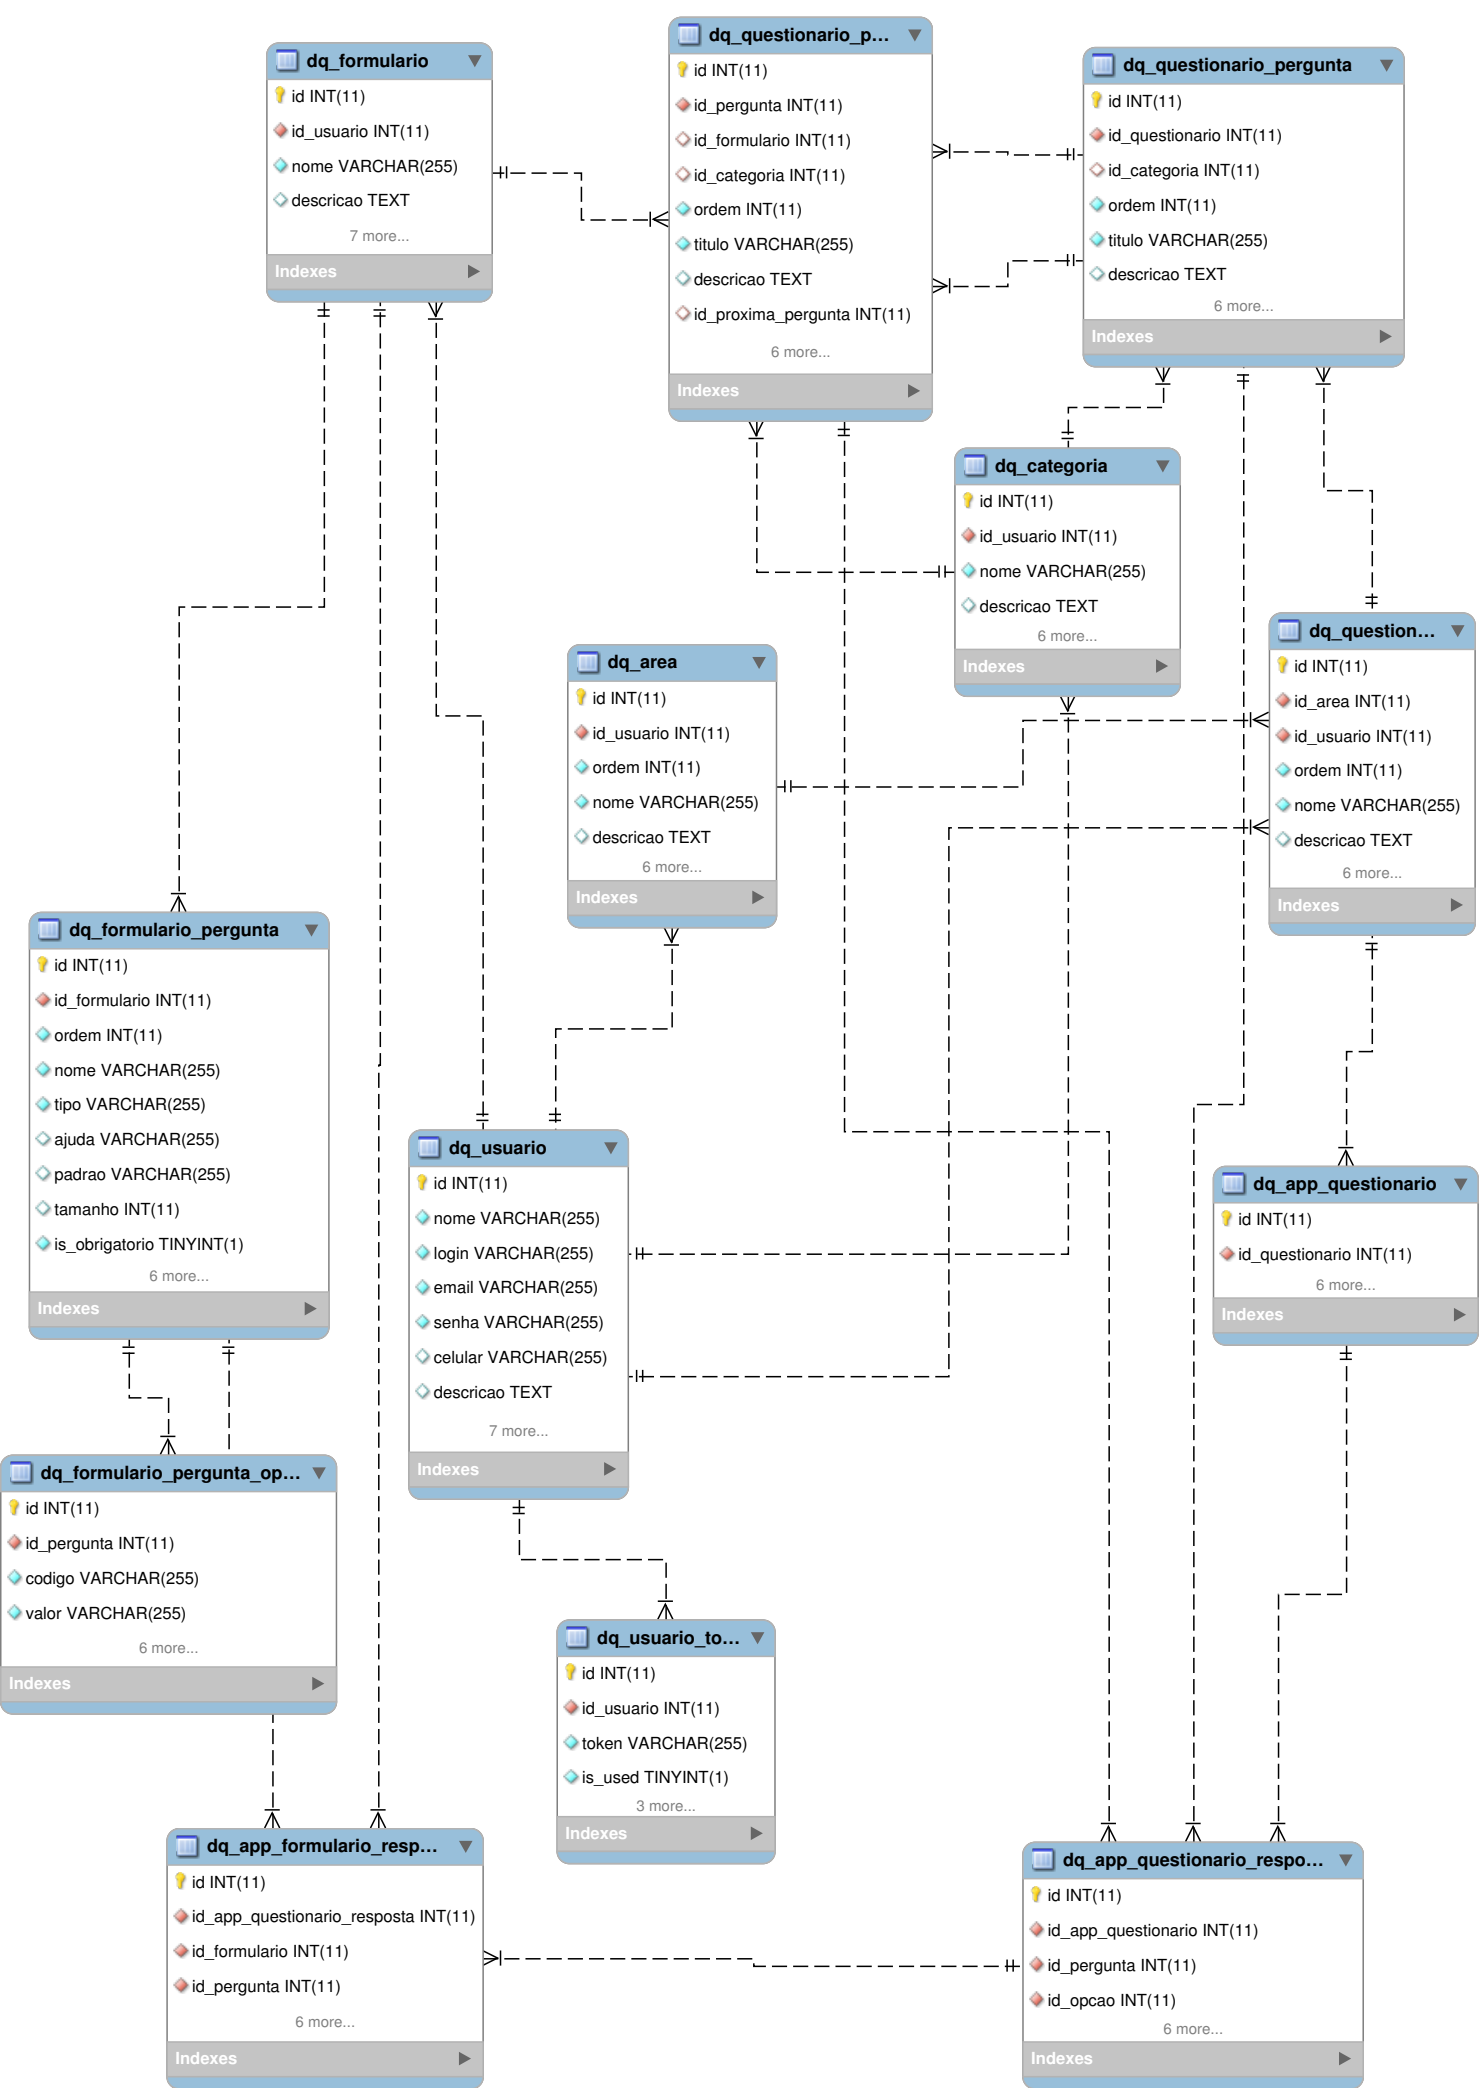 dq_formulario
id INT(11)
id_usuario INT(11)
nome VARCHAR(255)
descricao TEXT
7 more...
Indexes
dq_questionario_p...
id INT(11)
id_pergunta INT(11)
id_formulario INT(11)
id_categoria INT(11)
ordem INT(11)
titulo VARCHAR(255)
descricao TEXT
id_proxima_pergunta INT(11)
6 more...
Indexes
dq_questionario_pergunta
id INT(11)
id_questionario INT(11)
id_categoria INT(11)
ordem INT(11)
titulo VARCHAR(255)
descricao TEXT
6 more...
Indexes
dq_categoria
id INT(11)
id_usuario INT(11)
nome VARCHAR(255)
descricao TEXT
6 more...
Indexes
dq_area
id INT(11)
id_usuario INT(11)
ordem INT(11)
nome VARCHAR(255)
descricao TEXT
6 more...
Indexes
dq_question...
id INT(11)
id_area INT(11)
id_usuario INT(11)
ordem INT(11)
nome VARCHAR(255)
descricao TEXT
6 more...
Indexes
dq_formulario_pergunta
id INT(11)
id_formulario INT(11)
ordem INT(11)
nome VARCHAR(255)
tipo VARCHAR(255)
ajuda VARCHAR(255)
padrao VARCHAR(255)
tamanho INT(11)
is_obrigatorio TINYINT(1)
6 more...
Indexes
dq_usuario
id INT(11)
nome VARCHAR(255)
login VARCHAR(255)
email VARCHAR(255)
senha VARCHAR(255)
celular VARCHAR(255)
descricao TEXT
7 more...
Indexes
dq_app_questionario
id INT(11)
id_questionario INT(11)
6 more...
Indexes
dq_formulario_pergunta_op...
id INT(11)
id_pergunta INT(11)
codigo VARCHAR(255)
valor VARCHAR(255)
6 more...
Indexes
dq_usuario_to...
id INT(11)
id_usuario INT(11)
token VARCHAR(255)
is_used TINYINT(1)
3 more...
Indexes
dq_app_formulario_resp...
id INT(11)
id_app_questionario_resposta INT(11)
id_formulario INT(11)
id_pergunta INT(11)
6 more...
Indexes
dq_app_questionario_respo...
id INT(11)
id_app_questionario INT(11)
id_pergunta INT(11)
id_opcao INT(11)
6 more...
Indexes